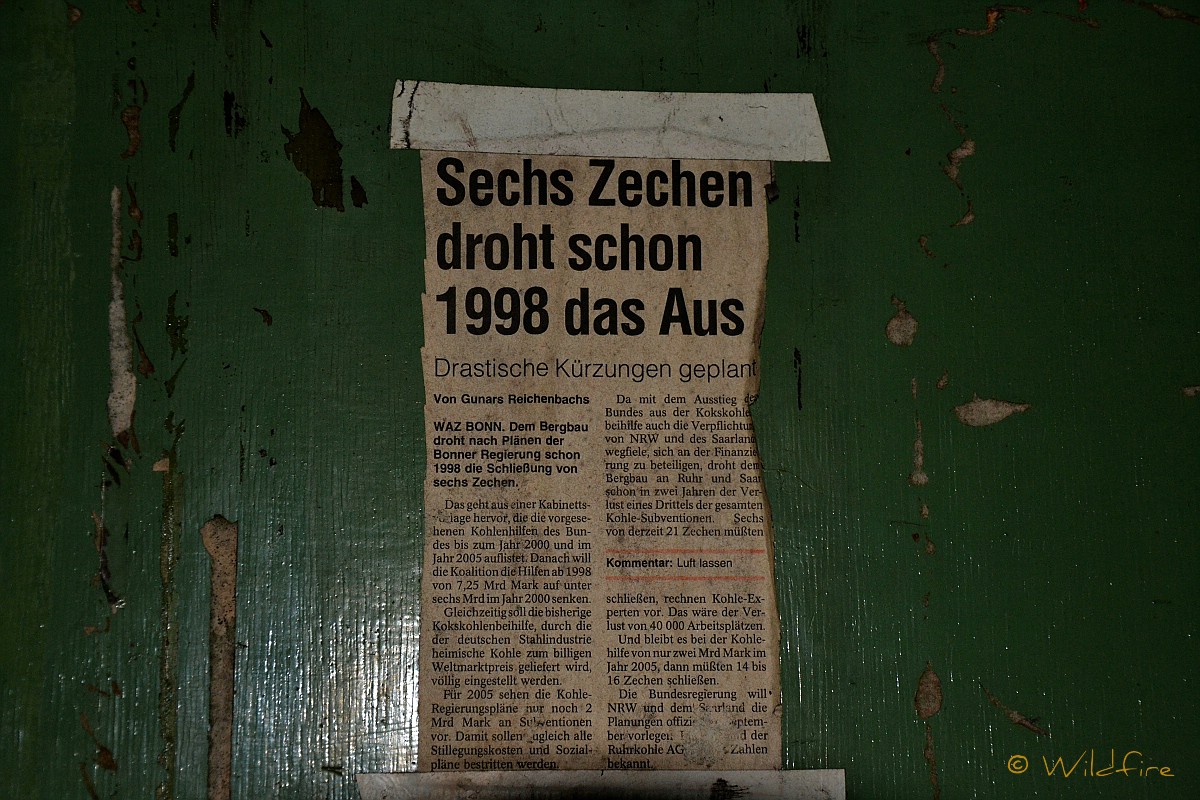 Sechs Zechen
droht schon
1998 das Aus
Drastische Kürzungen geplant
Von Gunars Reichenbachs
WAZ BONN. Dem Bergbau
droht nach Plänen der
Bonner Regierung schon
1998 die Schließung von
sechs Zechen.
Das geht aus einer Kabinetts-
hervor, die die vorgese-
henen Kohlenhilfen des Bun-
des bis zum Jahr 2000 und im
Jahr 2005 auflistet. Danach will
die Koalition die Hilfen ab 1998
von 7,25 Mrd Mark auf unter
sechs Mrd im Jahr 2000 senken.
Gleichzeitig soll die bisherige
Kokskohlenbeihilfe, durch die
der deutschen Stahlindustrie
heimische Kohle zum billigen
Weltmarktpreis geliefert wird,
völlig eingestellt werden.
Für 2005 sehen die Kohle-
Regierungspläne nur noch 2
Mrd Mark an Subventionen
vor. Damit sollen zugleich alle
Stillegungskosten und Sozial-
pläne bestritten werden.
Da mit dem Ausstieg des
Bundes aus der Kokskohle
beihilfe auch die Verpflichtun
von NRW und des Saarland
wegfiele, sich an der Finanzie
rung zu beteiligen, droht dem
Bergbau an Ruhr und Saar
schon in zwei Jahren der Ver-
lust eines Drittels der gesamten
Kohle-Subventionen. Sechs
von derzeit 21 Zechen müßten
Kommentar: Luft lassen
schließen, rechnen Kohle-Ex-
perten vor. Das wäre der Ver-
lust von 40 000 Arbeitsplätzen.
Und bleibt es bei der Kohle-
hilfe von nur zwei Mrd Mark im
Jahr 2005, dann müßten 14 bis
16 Zechen schließen.
Die Bundesregierung will
NRW und dem Saarland die
Planungen
ber vorlegen. und der
Ruhrkohle AG Zahlen
bekannt.
© Wildfire